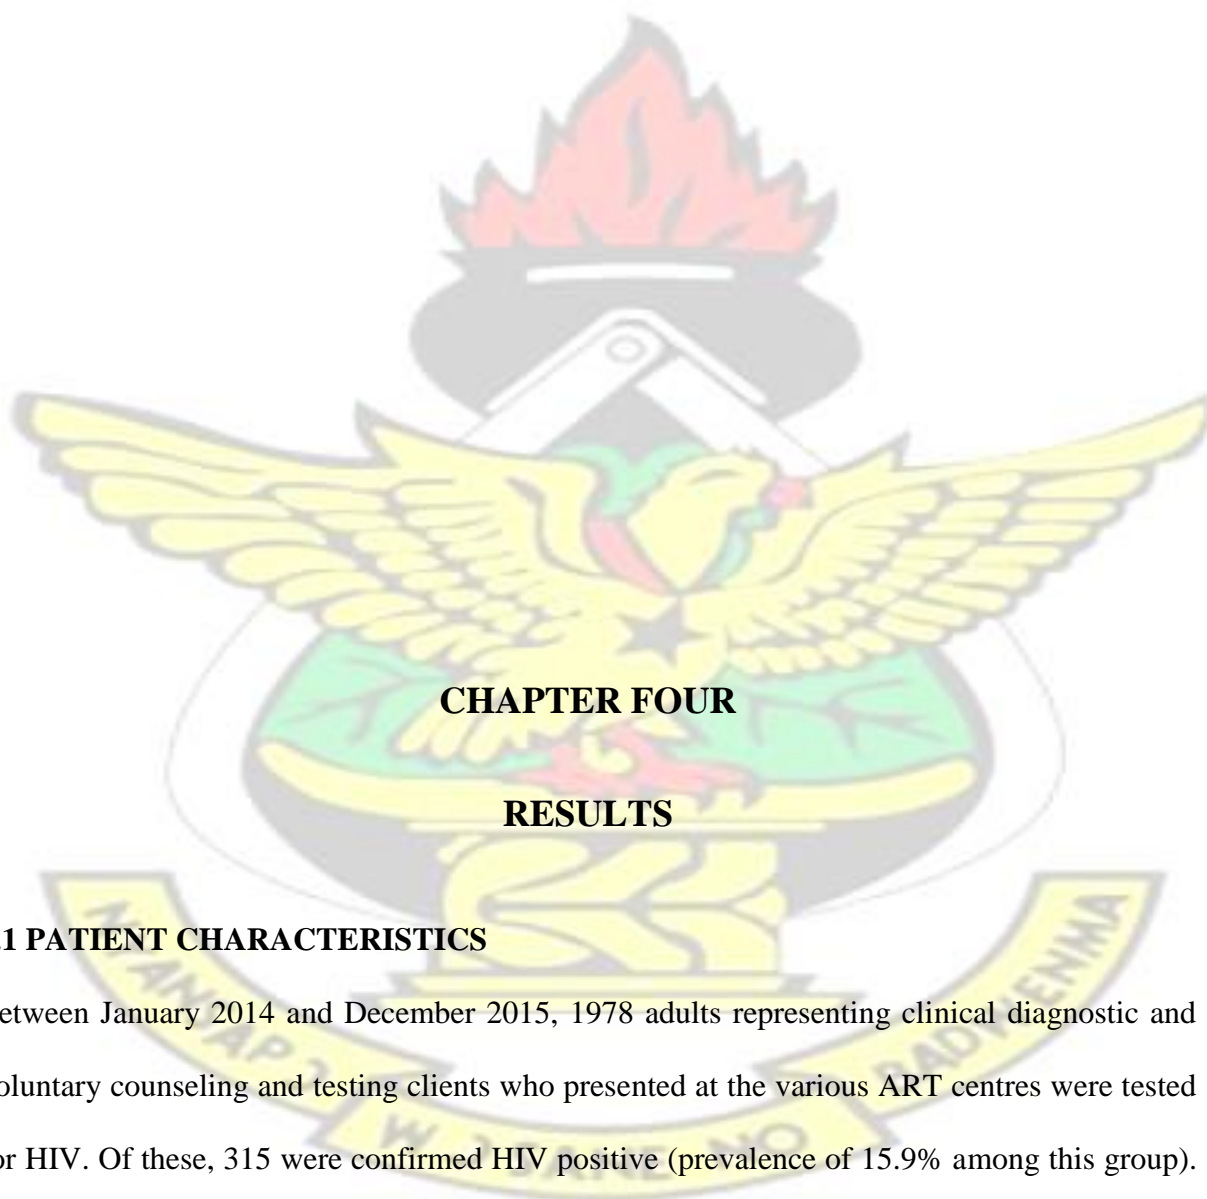 CHAPTER FOUR
RESULTS
.1 PATIENT CHARACTERISTICS
etween January 2014 and December 2015, 1978 adults representing clinical diagnostic and
oluntary counseling and testing clients who presented at the various ART centres were tested
or HIV. Of these, 315 were confirmed HIV positive (prevalence of 15.9% among this group).